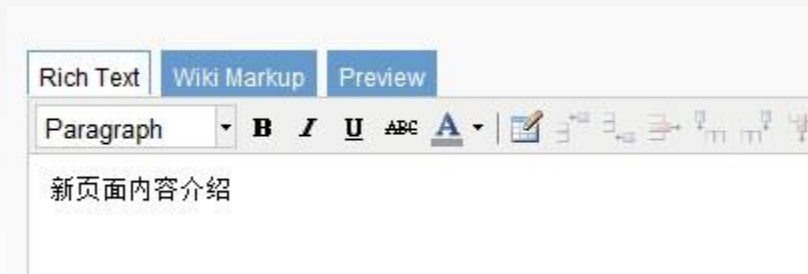 Rich Text Wiki Markup Preview
Paragraph B I U ABC A
新页面内容介绍